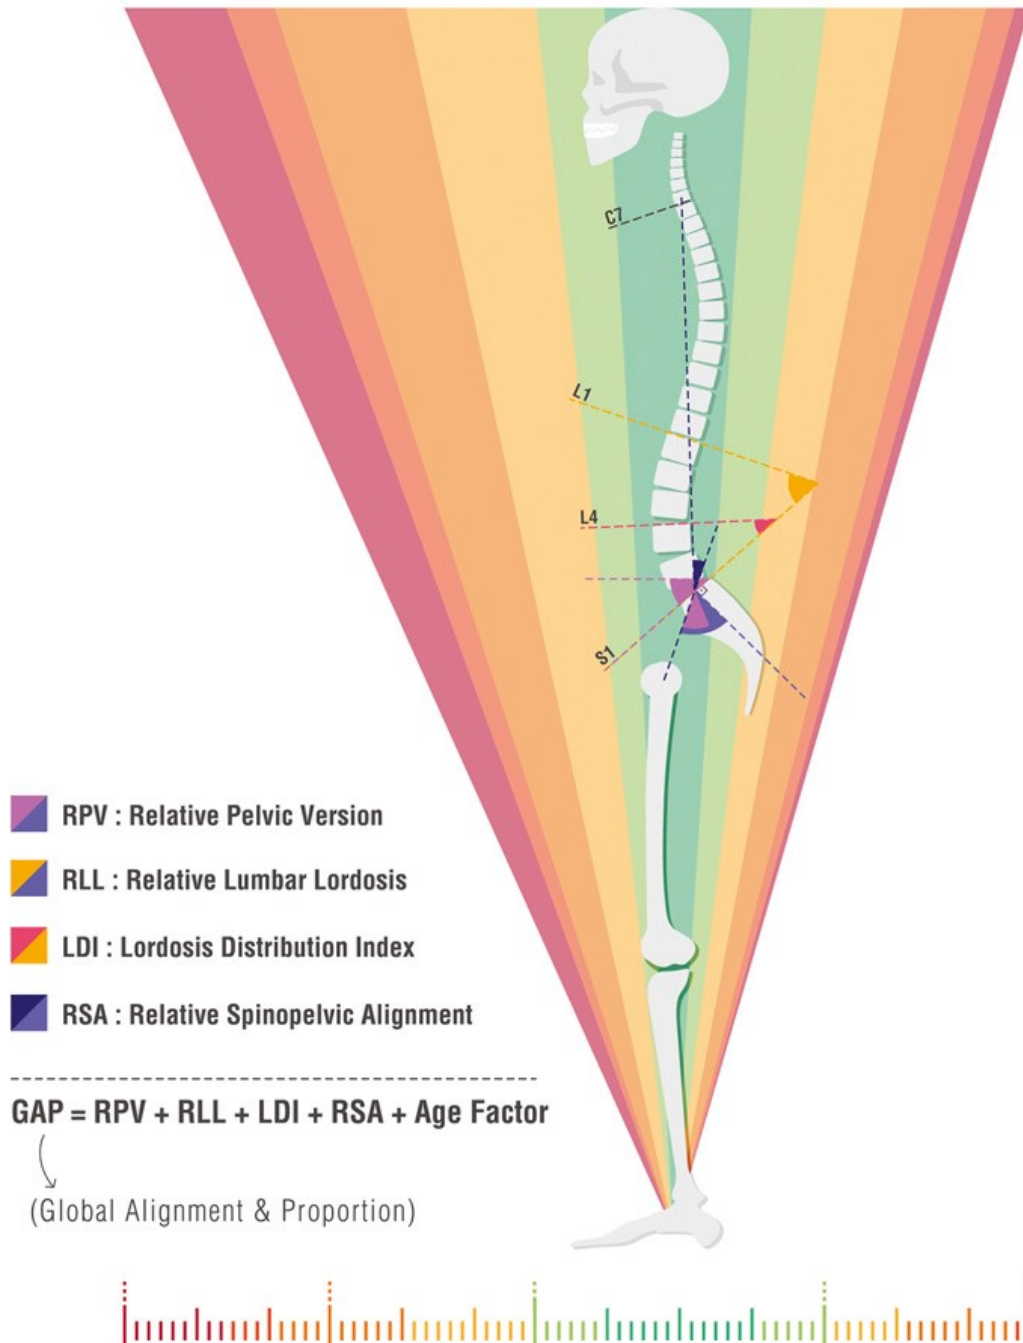 C7
L1
L4
S1
RPV : Relative Pelvic Version
RLL : Relative Lumbar Lordosis
LDI : Lordosis Distribution Index
RSA : Relative Spinopelvic Alignment
GAP = RPV + RLL + LDI + RSA + Age Factor
(Global Alignment & Proportion)